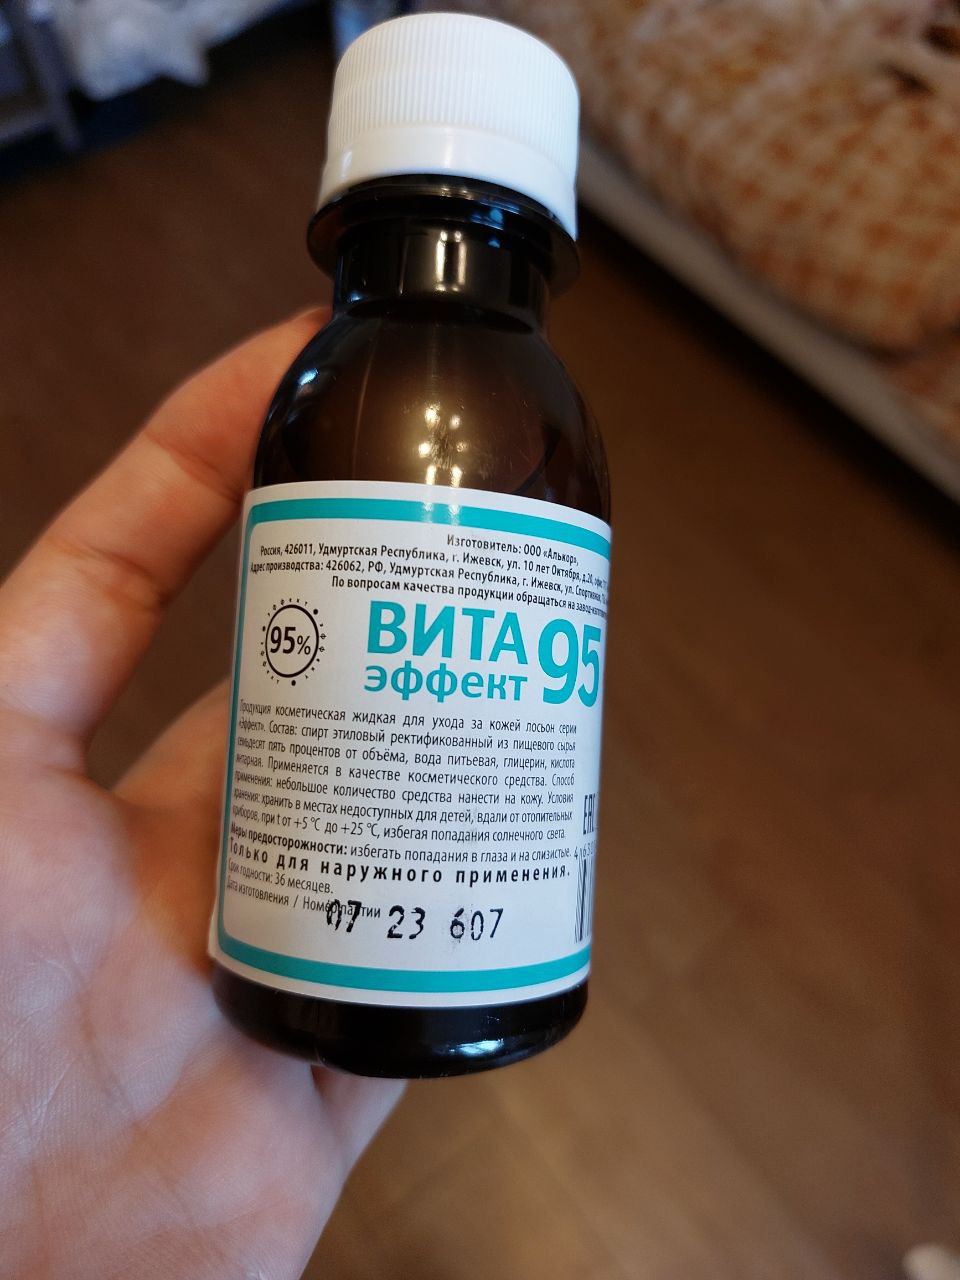 Изготовитель: ООО «Алькор»,
Россия, 426011, Удмуртская Республика, г. Ижевск, ул. 10 лет Октября, д.20, офис
Адрес производства: 426062, РФ, Удмуртская Республика, г. Ижевск, ул. Спортивная,
По вопросам качества продукции обращаться на
95%
ВИТА 95
эффект
Продукция косметическая жидкая для ухода за кожей лосьон серии
«Эффект». Состав: спирт этиловый ректификованный из пищевого сырья
семьдесят пять процентов от объёма, вода питьевая, глицерин, кислота
янтарная. Применяется в качестве косметического средства. Способ
применения: небольшое количество средства нанести на кожу. Условия
хранения: хранить в местах недоступных для детей, вдали от отопительных
приборов, при t от +5 °C до +25 °C, избегая попадания солнечного света.
Меры предосторожности: избегать попадания в глаза и на слизистые.
Только для наружного применения.
Срок годности: 36 месяцев.
Дата изготовления / Номер партии
07 23 607
EAC